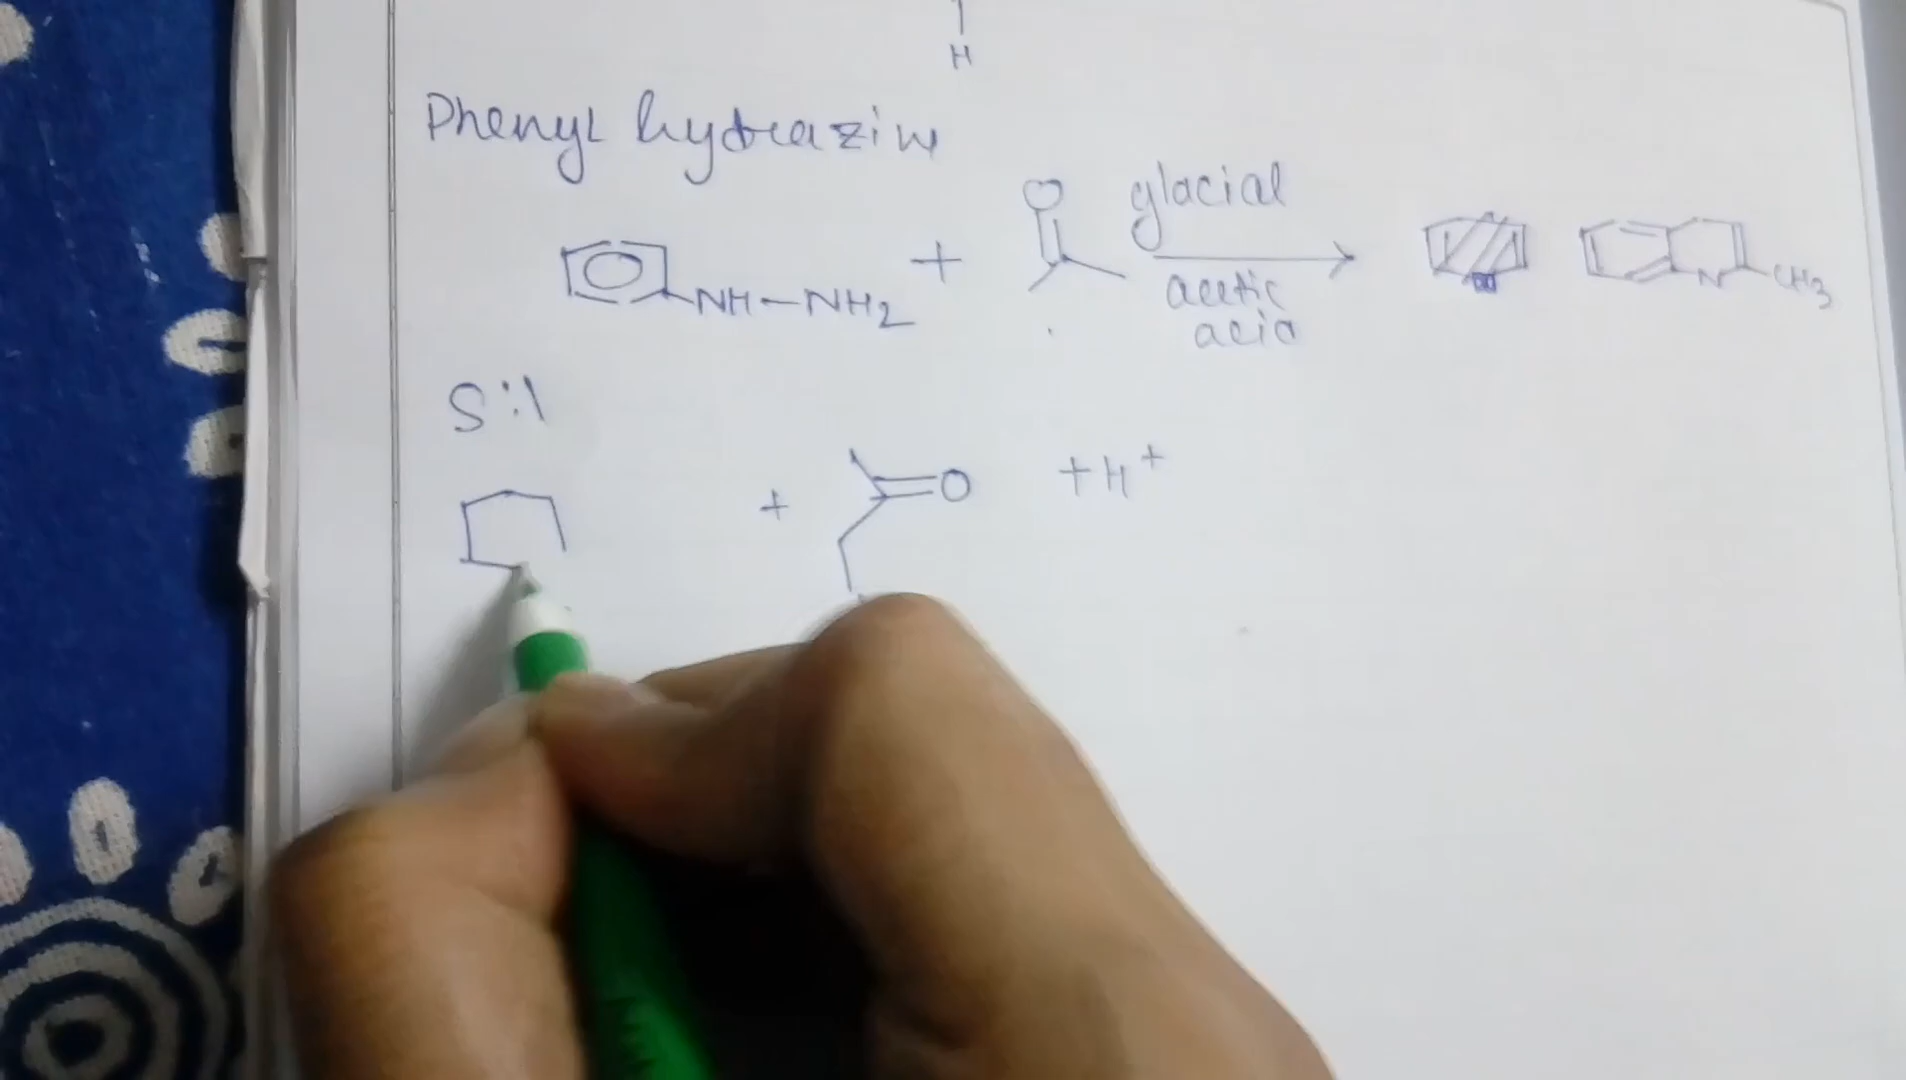 H
Phenyl hydrazine
O
glacial
+
NH-NH2
acetic
acid
N CH3
S:1
+ =O +H+